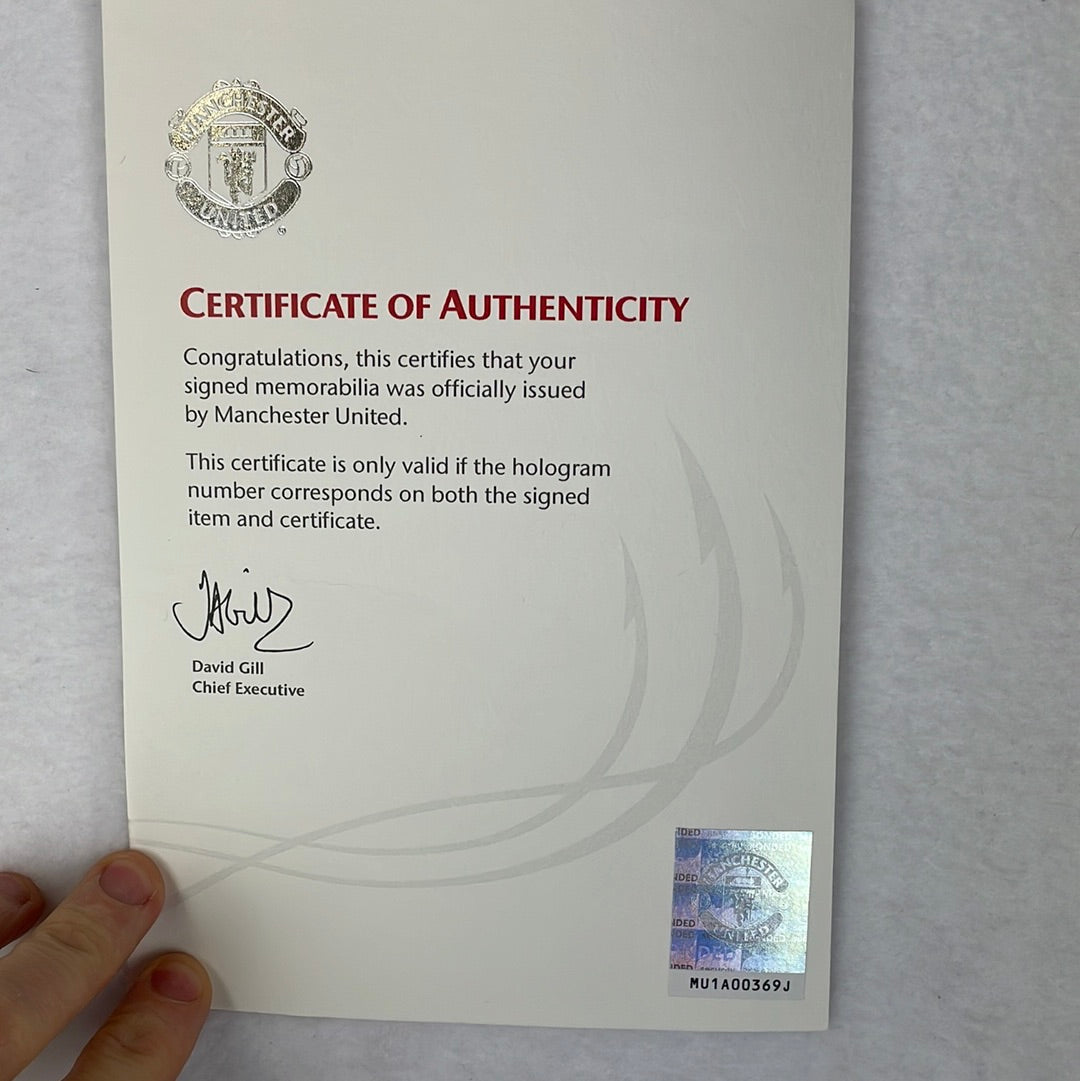 MANCHESTER
UNITED
®
CERTIFICATE OF AUTHENTICITY
Congratulations, this certifies that your
signed memorabilia was officially issued
by Manchester United.
This certificate is only valid if the hologram
number corresponds on both the signed
item and certificate.
David Gill
Chief Executive
MANCHESTER
UNITED
MU1A00369J